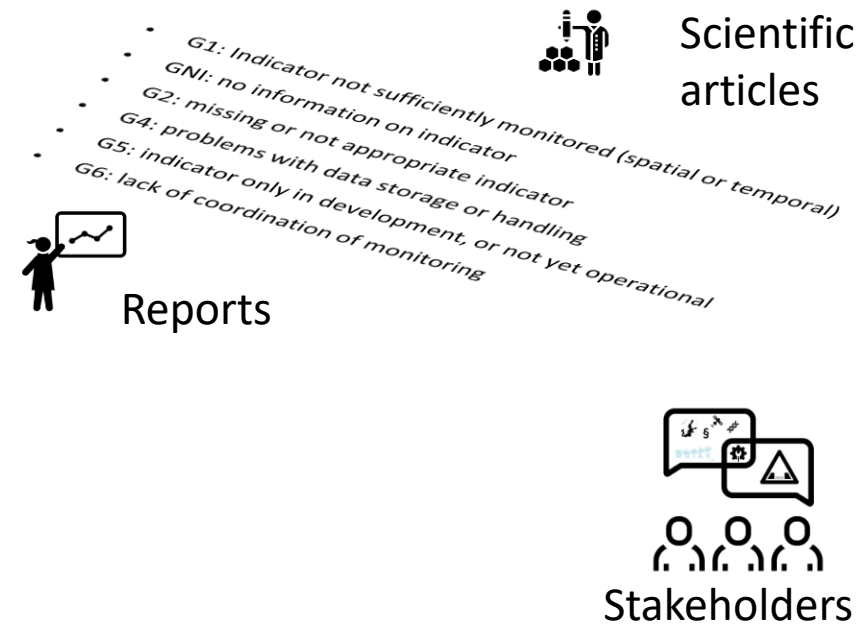 Scientific
articles
• G1: Indicator not sufficiently monitored (spatial or temporal)
• GNI: no information on indicator
• G2: missing or not appropriate indicator
• G4: problems with data storage or handling
• G5: indicator only in development, or not yet operational
• G6: lack of coordination of monitoring
Reports
§
Stakeholders